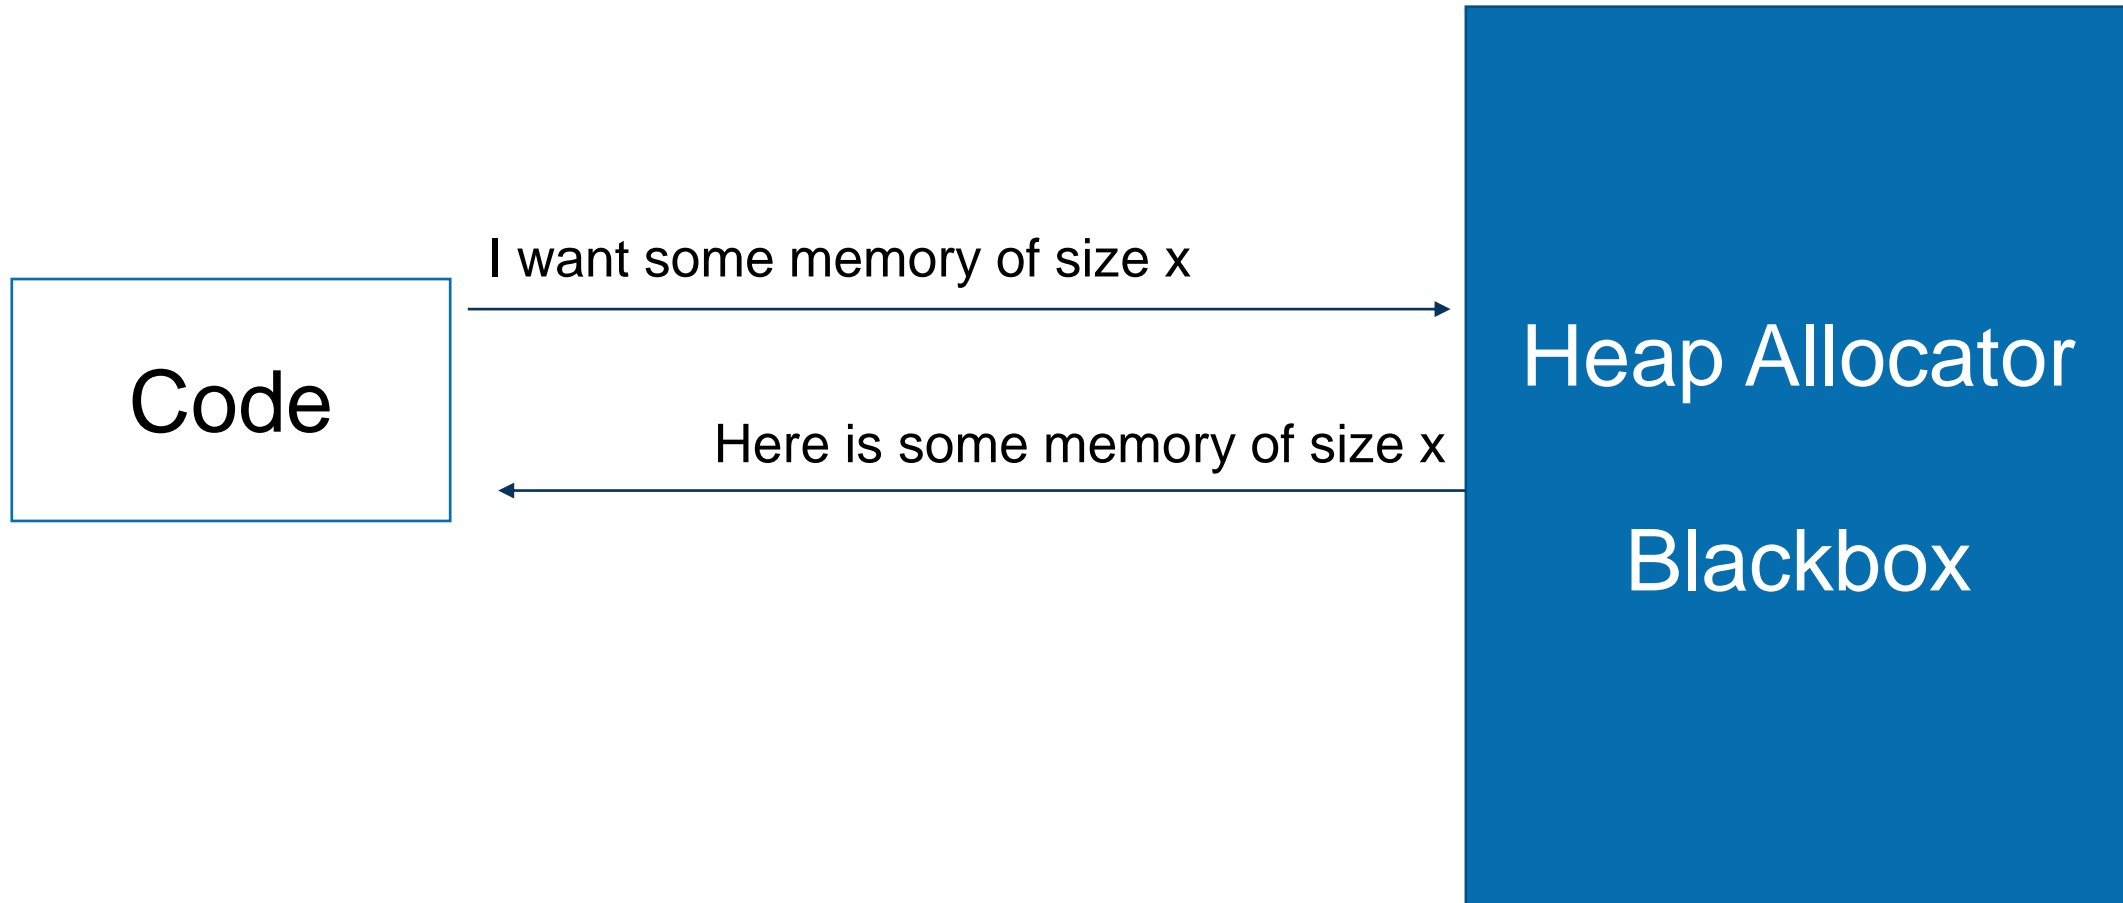 I want some memory of size x
Code
Here is some memory of size x
Heap Allocator
Blackbox